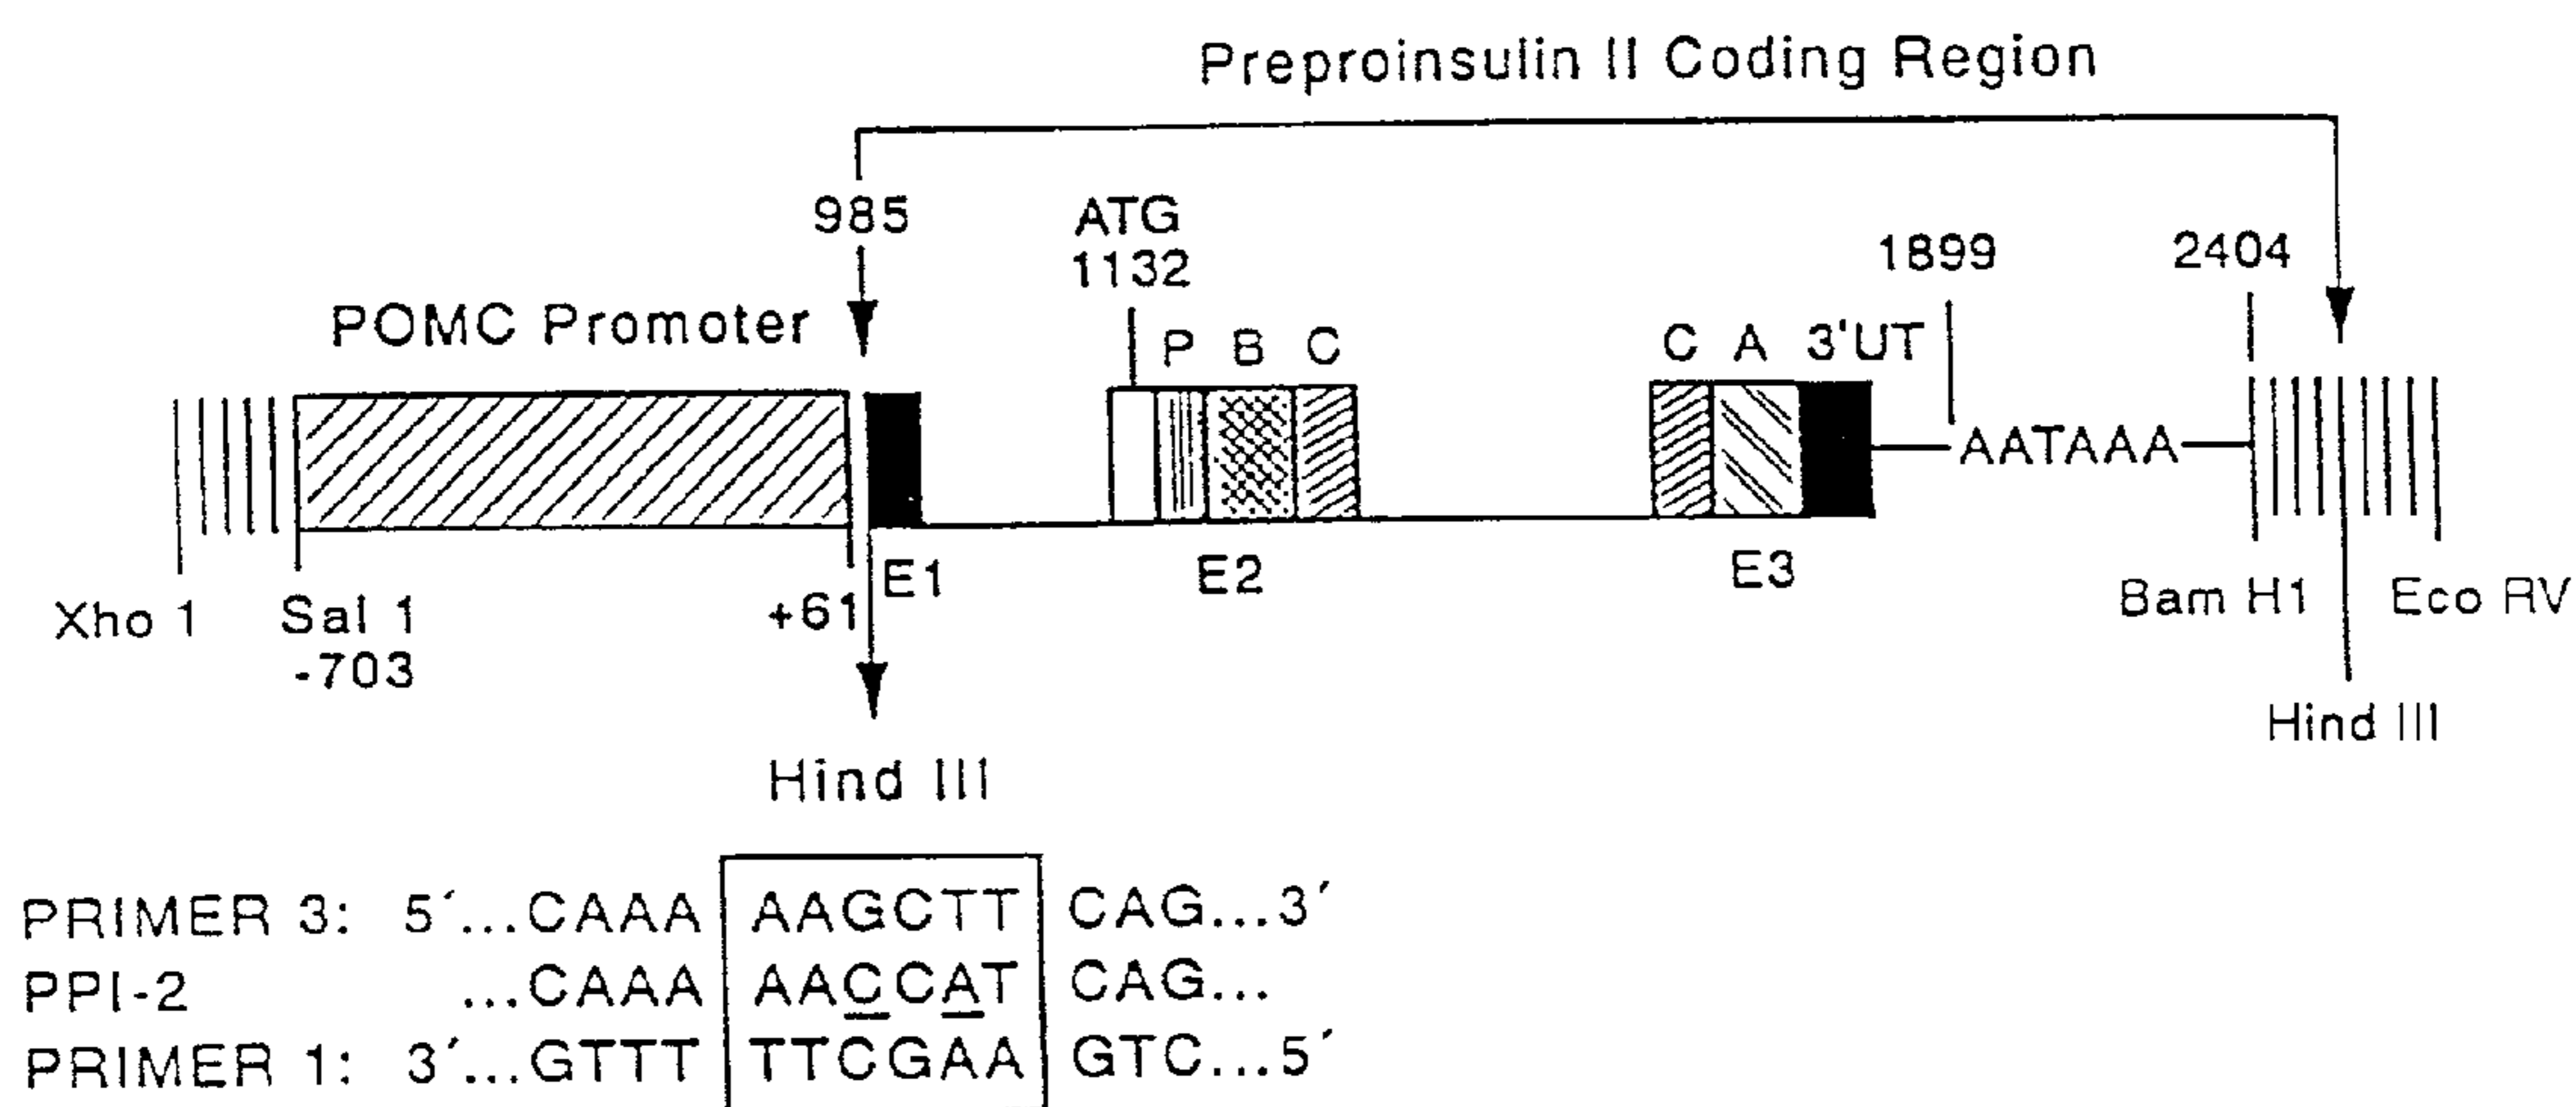 Preproinsulin II Coding Region
985
ATG
1132
1899
2404
POMC Promoter
P B C
C A 3'UT
AATAAA
E1
E2
E3
+61
Xho 1
Sal 1
-703
Bam H1
Eco RV
Hind III
Hind III
PRIMER 3: 5´...CAAA AAGCTT CAG...3´
PPI-2 ...CAAA AACCAT CAG...
PRIMER 1: 3´...GTTT TTCGAA GTC...5´